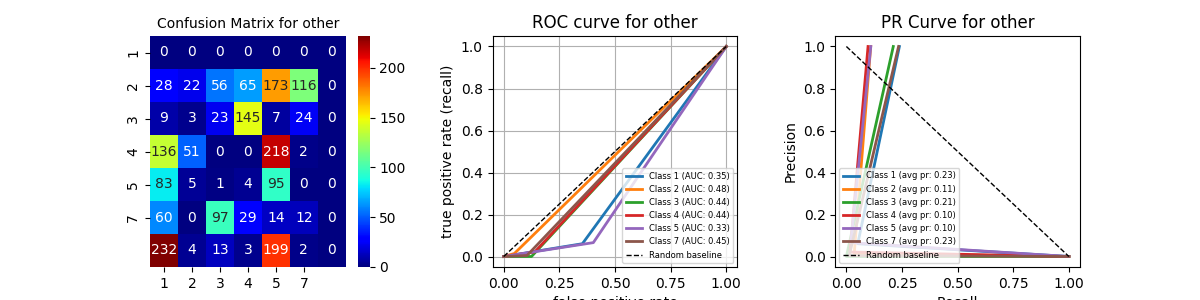 Confusion Matrix for other
1 0 0 0 0 0 0 0
2 28 22 56 65 173 116 0
3 9 3 23 145 7 24 0
4 136 51 0 0 218 2 0
5 83 5 1 4 95 0 0
7 60 0 97 29 14 12 0
232 4 13 3 199 2 0
1 2 3 4 5 7
200
150
100
50
0
ROC curve for other
true positive rate (recall)
1.0
0.8
0.6
0.4
0.2
0.0
Class 1 (AUC: 0.35)
Class 2 (AUC: 0.48)
Class 3 (AUC: 0.44)
Class 4 (AUC: 0.44)
Class 5 (AUC: 0.33)
Class 7 (AUC: 0.45)
Random baseline
0.00 0.25 0.50 0.75 1.00
false positive rate
PR Curve for other
Precision
1.0
0.8
0.6
0.4
0.2
0.0
Class 1 (avg pr: 0.23)
Class 2 (avg pr: 0.11)
Class 3 (avg pr: 0.21)
Class 4 (avg pr: 0.10)
Class 5 (avg pr: 0.10)
Class 7 (avg pr: 0.23)
Random baseline
0.00 0.25 0.50 0.75 1.00
Recall